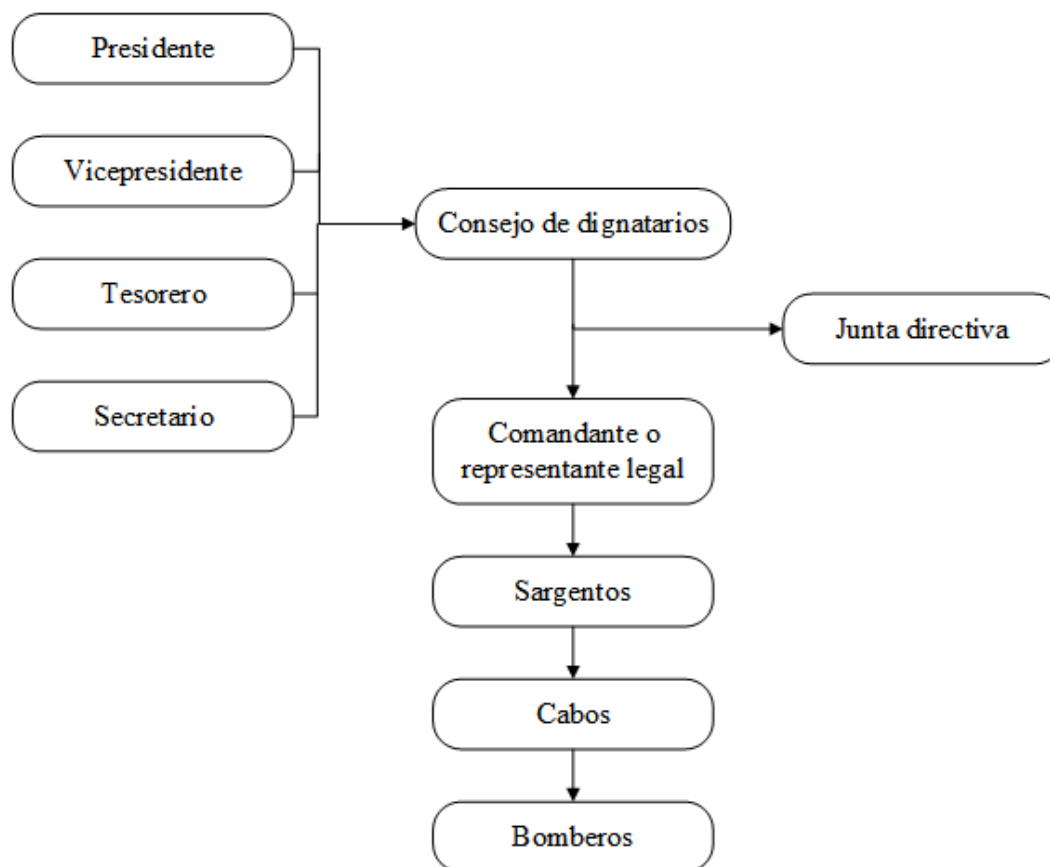 Presidente
Vicepresidente
Tesorero
Secretario
Consejo de dignatarios
Junta directiva
Comandante o
representante legal
Sargentos
Cabos
Bomberos